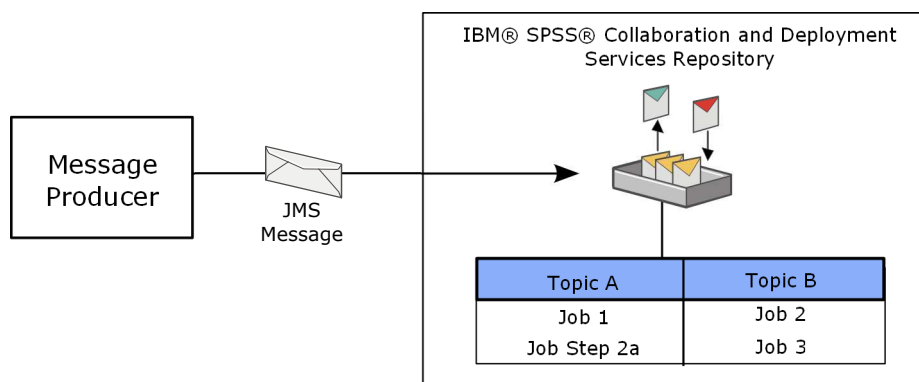 IBM® SPSS® Collaboration and Deployment
Services Repository
Message
Producer
JMS
Message
Topic A
Topic B
Job 1
Job 2
Job Step 2a
Job 3